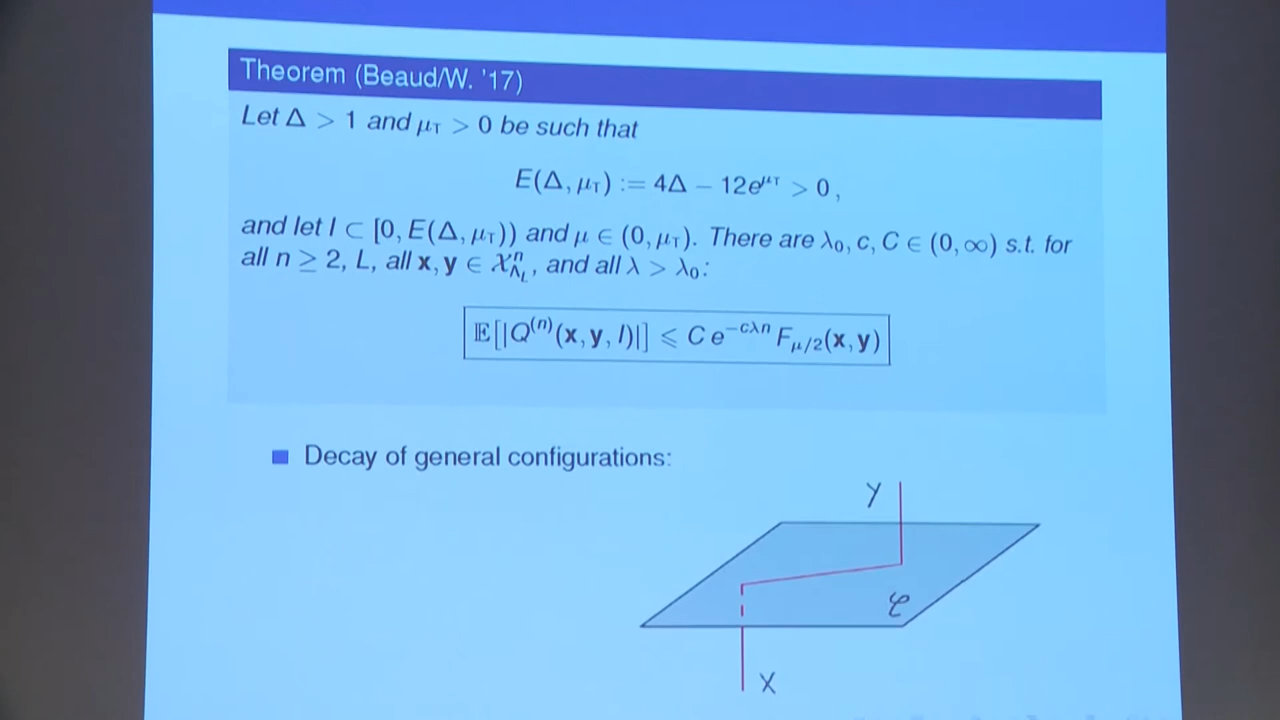 Theorem (Beaud/W. '17)
Let Δ > 1 and μ_T > 0 be such that
E(Δ, μ_T) := 4Δ − 12e^{μ_T} > 0 ,
and let I ⊂ [0, E(Δ, μ_T)) and μ ∈ (0, μ_T). There are λ₀, c, C ∈ (0, ∞) s.t. for
all n ≥ 2, L, all x, y ∈ 𝒳^n_{Λ_L}, and all λ > λ₀:
𝔼[|Q^{(n)}(x, y, I)|] ⩽ C e^{−cλn} F_{μ/2}(x, y)
Decay of general configurations:
y
𝒞
x